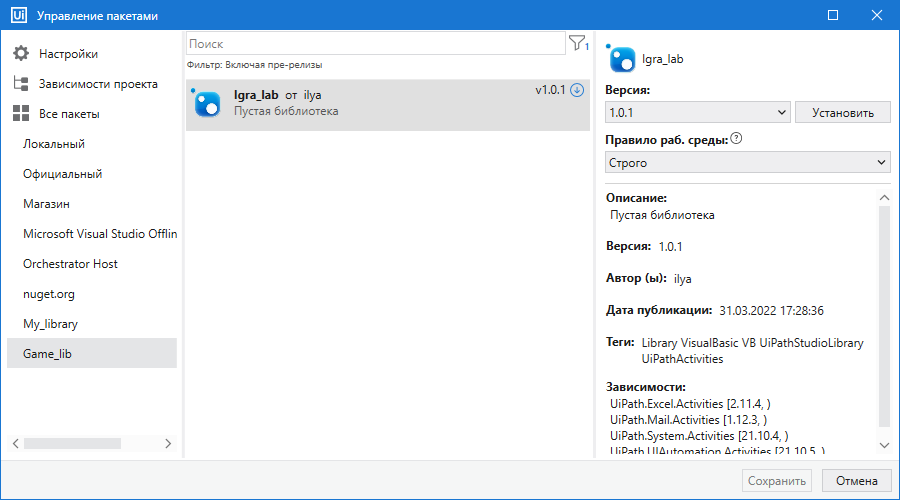 Ui Управление пакетами
Настройки
Зависимости проекта
Все пакеты
Локальный
Официальный
Магазин
Microsoft Visual Studio Offlin
Orchestrator Host
nuget.org
My_library
Game_lib
Поиск
1
Фильтр: Включая пре-релизы
Igra_lab от ilya
v1.0.1
Пустая библиотека
Igra_lab
Версия:
1.0.1
Установить
Правило раб. среды: ?
Строго
Описание:
Пустая библиотека
Версия: 1.0.1
Автор (ы): ilya
Дата публикации: 31.03.2022 17:28:36
Теги: Library VisualBasic VB UiPathStudioLibrary
UiPathActivities
Зависимости:
UiPath.Excel.Activities [2.11.4, )
UiPath.Mail.Activities [1.12.3, )
UiPath.System.Activities [21.10.4, )
UiPath.UIAutomation.Activities [21.10.5, )
Сохранить
Отмена